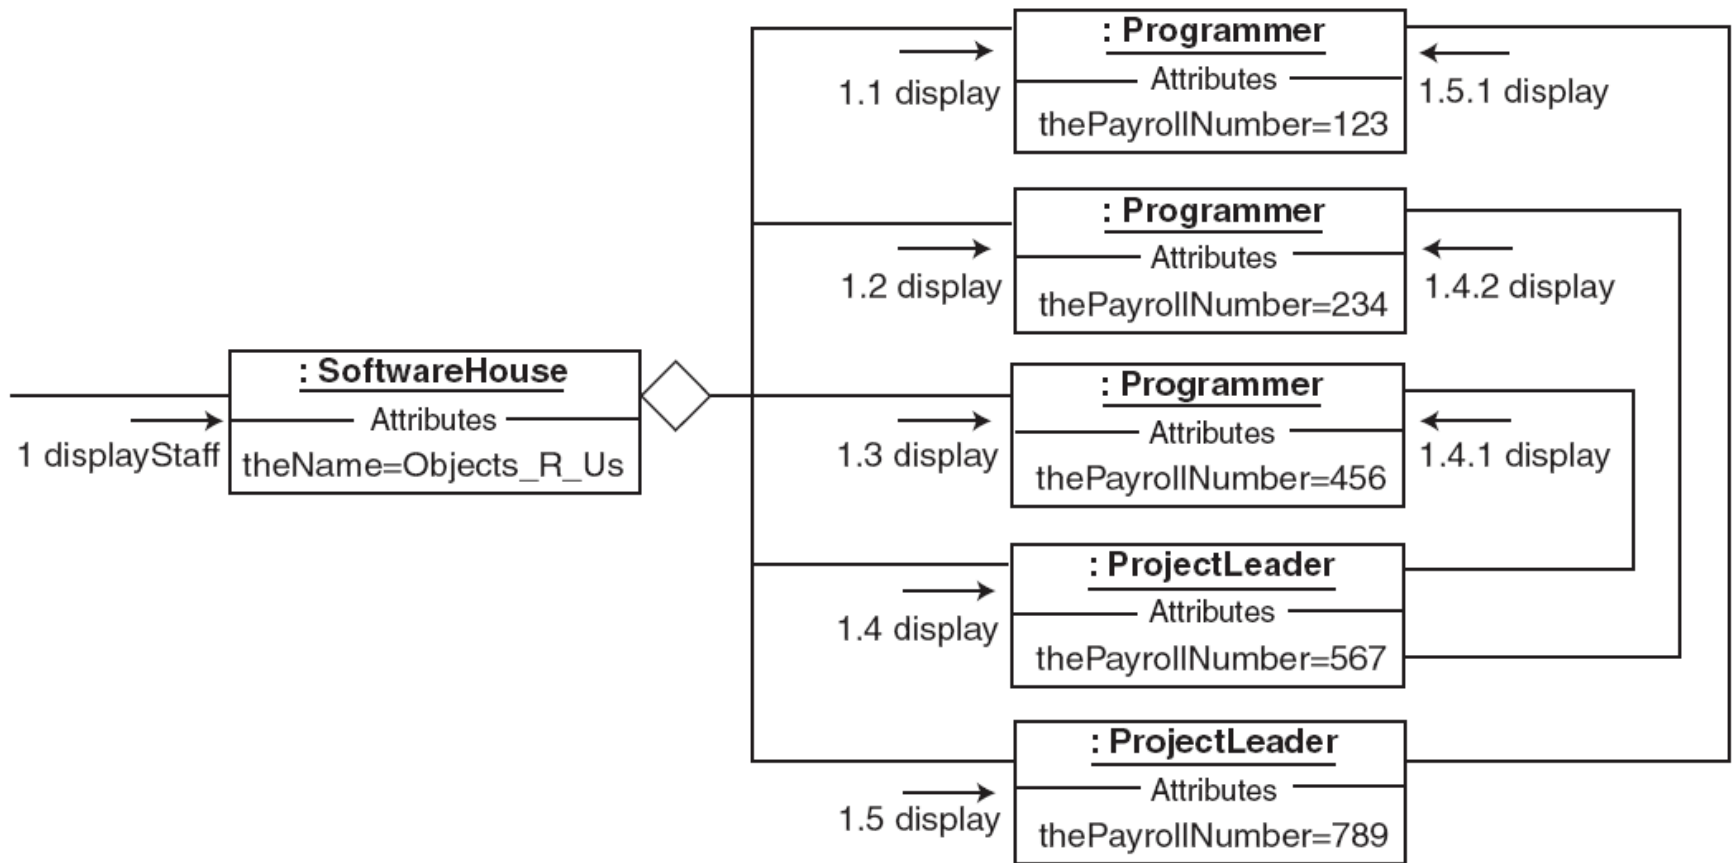 : Programmer
Attributes
thePayrollNumber=123
1.1 display
1.5.1 display
: Programmer
Attributes
thePayrollNumber=234
1.2 display
1.4.2 display
: SoftwareHouse
Attributes
theName=Objects_R_Us
1 displayStaff
: Programmer
Attributes
thePayrollNumber=456
1.3 display
1.4.1 display
: ProjectLeader
Attributes
thePayrollNumber=567
1.4 display
: ProjectLeader
Attributes
thePayrollNumber=789
1.5 display